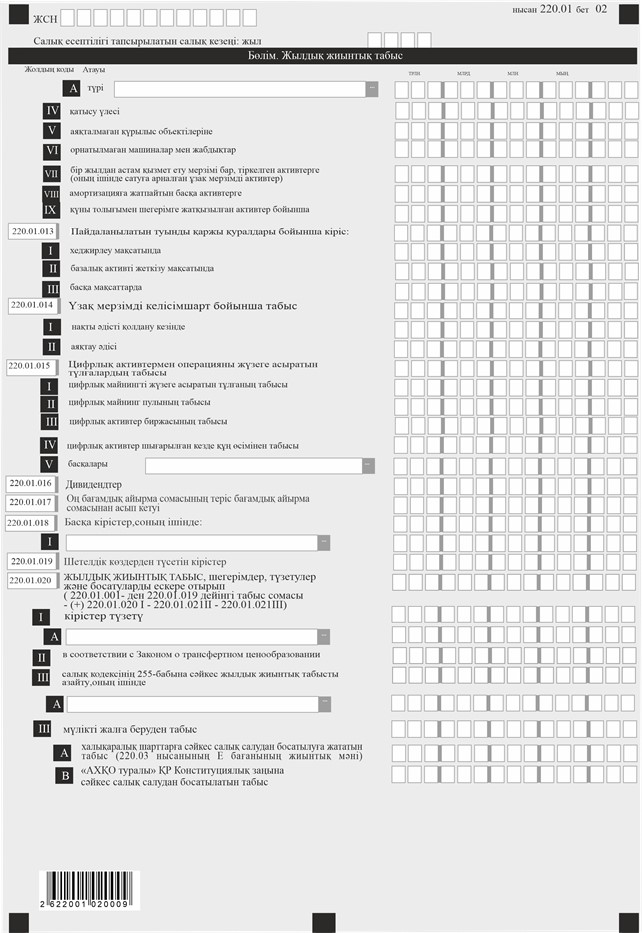 нысан 220.01 бет 02
ЖСН
Салық есептілігі тапсырылатын салық кезеңі: жыл
Бөлім. Жылдық жиынтық табыс
Жолдың коды Атауы
трлн млрд млн мың
A түрі
IV қатысу үлесі
V аяқталмаған құрылыс объектілеріне
VI орнатылмаған машиналар мен жабдықтар
VII бір жылдан астам қызмет ету мерзімі бар, тіркелген активтерге
(оның ішінде сатуға арналған ұзақ мерзімді активтер)
VIII амортизацияға жатпайтын басқа активтерге
IX құны толығымен шегерімге жатқызылған активтер бойынша
220.01.013 Пайдаланылатын туынды қаржы құралдары бойынша кіріс:
I хеджирлеу мақсатында
II базалық активті жеткізу мақсатында
III басқа мақсаттарда
220.01.014 Ұзақ мерзімді келісімшарт бойынша табыс
I нақты әдісті қолдану кезінде
II аяқтау әдісі
220.01.015 Цифрлық активтермен операцияны жүзеге асыратын
тұлғалардың табысы
I цифрлық майнингті жүзеге асыратын тұлғаның табысы
II цифрлық майнинг пулының табысы
III цифрлық активтер биржасының табысы
IV цифрлық активтер шығарылған кезде құн өсімінен табысы
V басқалары
220.01.016 Дивидендтер
220.01.017 Оң бағамдық айырма сомасының теріс бағамдық айырма
сомасынан асып кетуі
220.01.018 Басқа кірістер,соның ішінде:
I
220.01.019 Шетелдік көздерден түсетін кірістер
220.01.020 ЖЫЛДЫҚ ЖИЫНТЫҚ ТАБЫС, шегерімдер, түзетулер
және босатуларды ескере отырып
( 220.01.001- ден 220.01.019 дейінгі табыс сомасы
- (+) 220.01.020 I - 220.01.021II - 220.01.021III)
I кірістер түзету
A
II в соответствии с Законом о трансфертном ценообразовании
III салық кодексінің 255-бабына сәйкес жылдық жиынтық табысты
азайту,оның ішінде
A
III мүлікті жалға беруден табыс
A халықаралық шарттарға сәйкес салық салудан босатылуға жататын
табыс (220.03 нысанының Е бағанының жиынтық мәні)
B «АХҚО туралы» ҚР Конституциялық заңына
сәйкес салық салудан босатылатын табыс
2 622001 020009